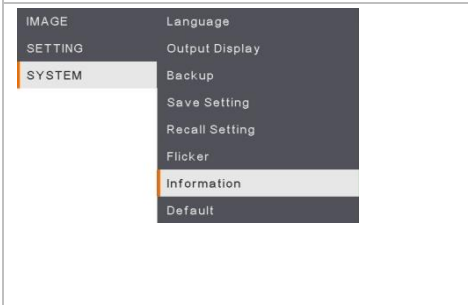 IMAGE
SETTING
SYSTEM
Language
Output Display
Backup
Save Setting
Recall Setting
Flicker
Information
Default